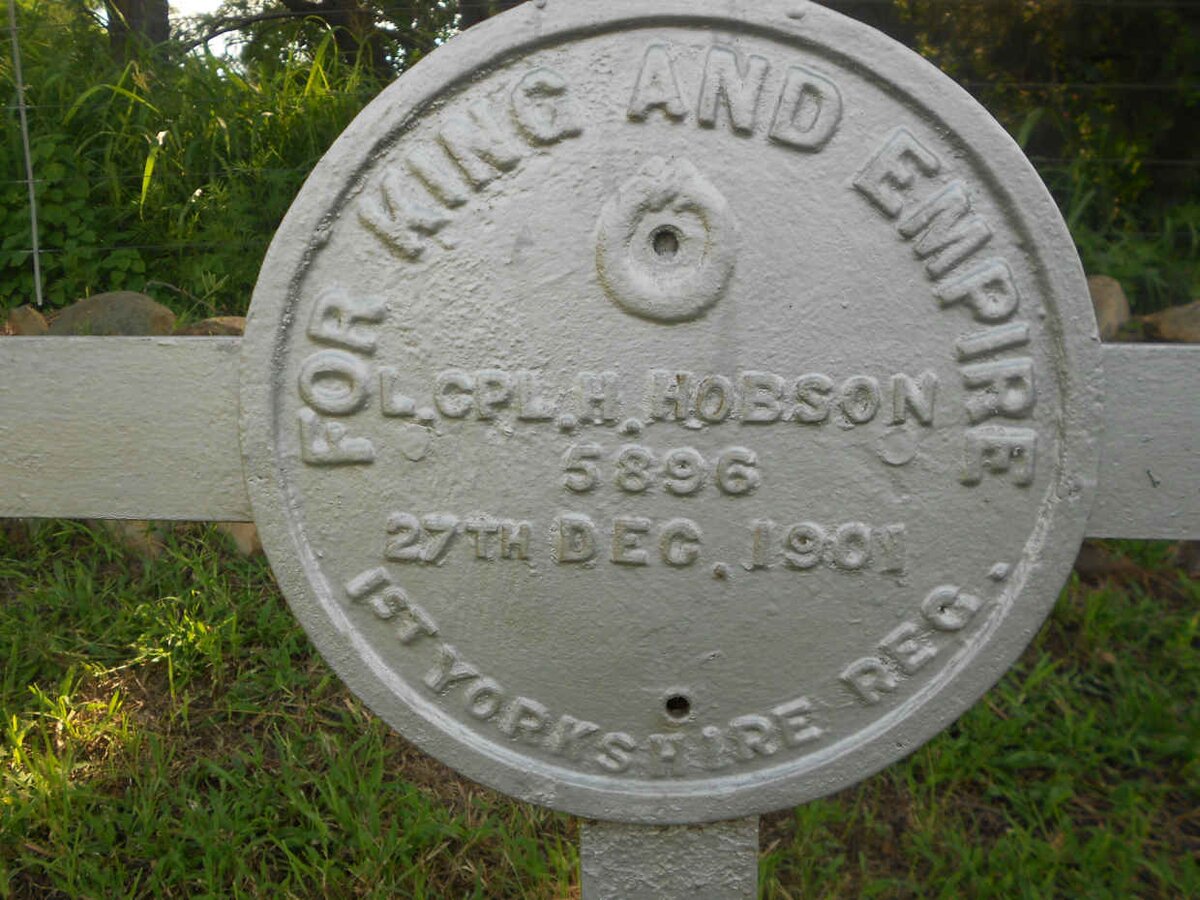 FOR KING AND EMPIRE
L.CPL.H.HOBSON
5896
27TH DEC. 1901
1ST YORKSHIRE REG.